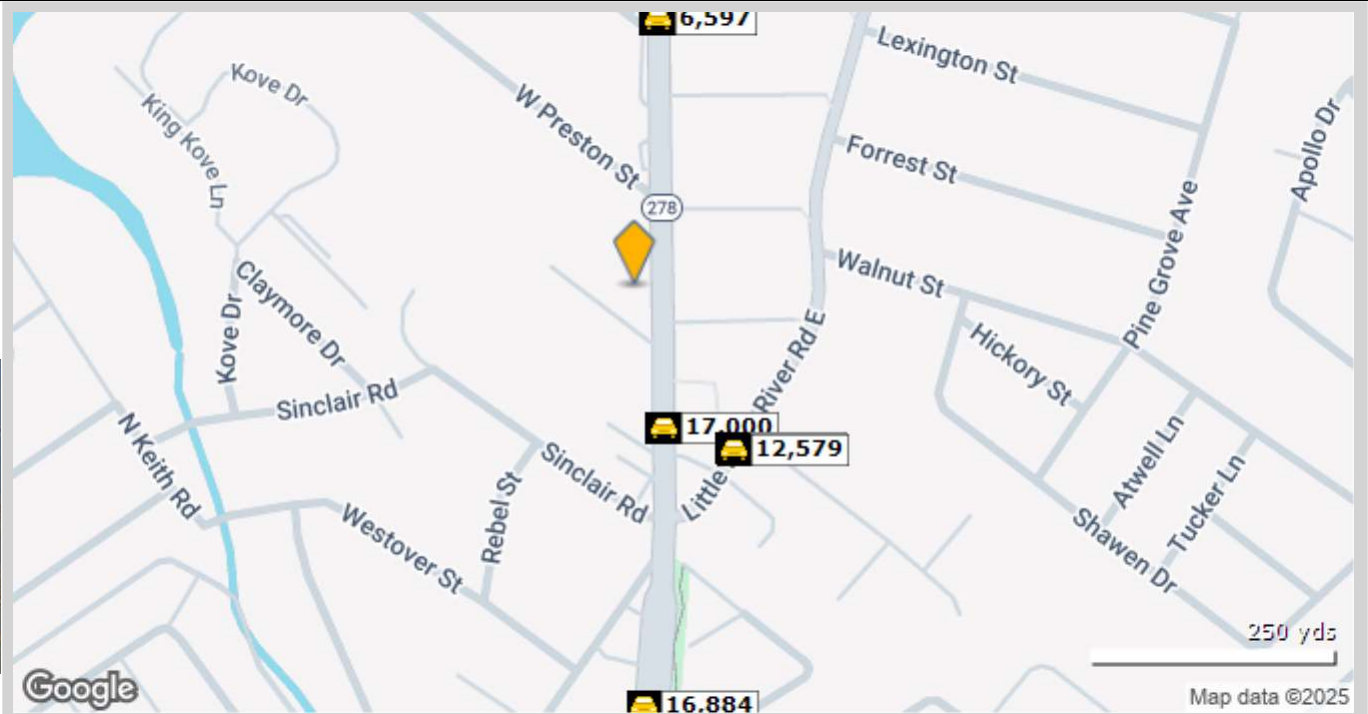 6,597
Lexington St
Kove Dr
King Kove Ln
W Preston St
Forrest St
Apollo Dr
278
Pine Grove Ave
Walnut St
Claymore Dr
Kove Dr
Hickory St
River Rd E
Sinclair Rd
N Keith Rd
17,000
12,579
Little
Sinclair Rd
Rebel St
Atwell Ln
Tucker Ln
Westover St
Shawen Dr
250 yds
Google
16,884
Map data ©2025